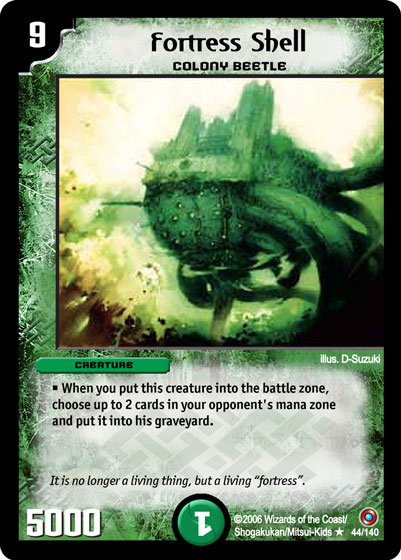 9
Fortress Shell
COLONY BEETLE
illus. D-Suzuki
CREATURE
▪ When you put this creature into the battle zone,
choose up to 2 cards in your opponent's mana zone
and put it into his graveyard.
It is no longer a living thing, but a living “fortress”.
5000
1
©2006 Wizards of the Coast/
Shogakukan/Mitsui-Kids ★ 44/140